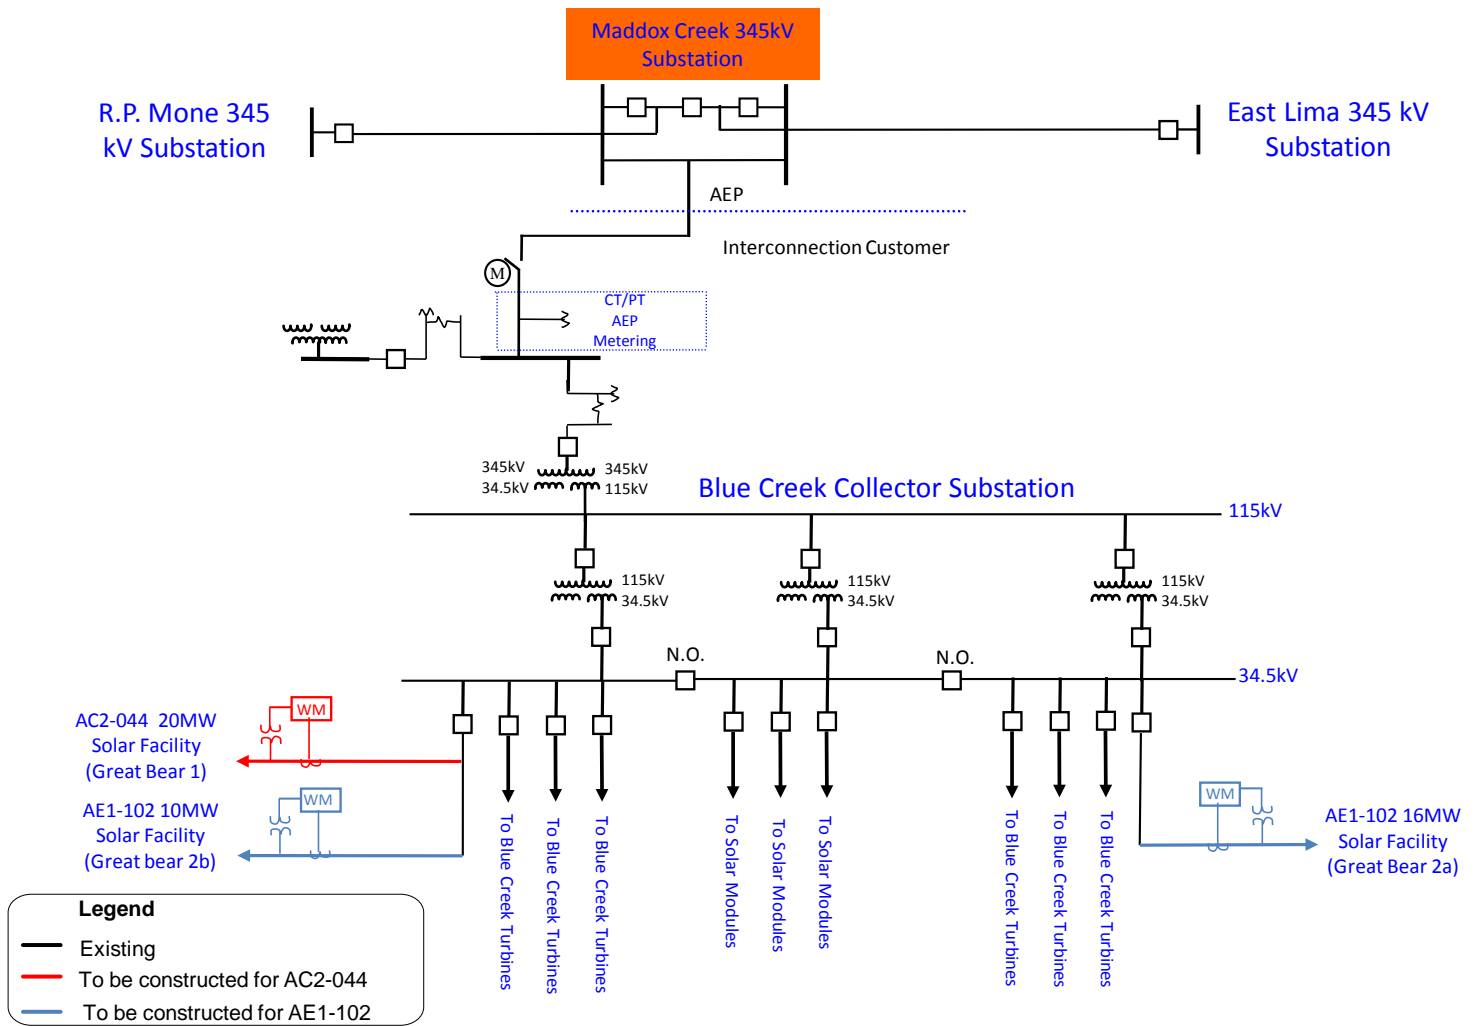 Maddox Creek 345kV
Substation
R.P. Mone 345
kV Substation
East Lima 345 kV
Substation
AEP
Interconnection Customer
M
CT/PT
AEP
Metering
345kV
34.5kV
345kV
115kV
Blue Creek Collector Substation
115kV
115kV
34.5kV
115kV
34.5kV
115kV
34.5kV
N.O.
N.O.
34.5kV
WM
AC2-044 20MW
Solar Facility
(Great Bear 1)
WM
AE1-102 10MW
Solar Facility
(Great bear 2b)
WM
AE1-102 16MW
Solar Facility
(Great Bear 2a)
To Blue Creek Turbines
To Blue Creek Turbines
To Blue Creek Turbines
To Solar Modules
To Solar Modules
To Solar Modules
To Blue Creek Turbines
To Blue Creek Turbines
To Blue Creek Turbines
Legend
Existing
To be constructed for AC2-044
To be constructed for AE1-102